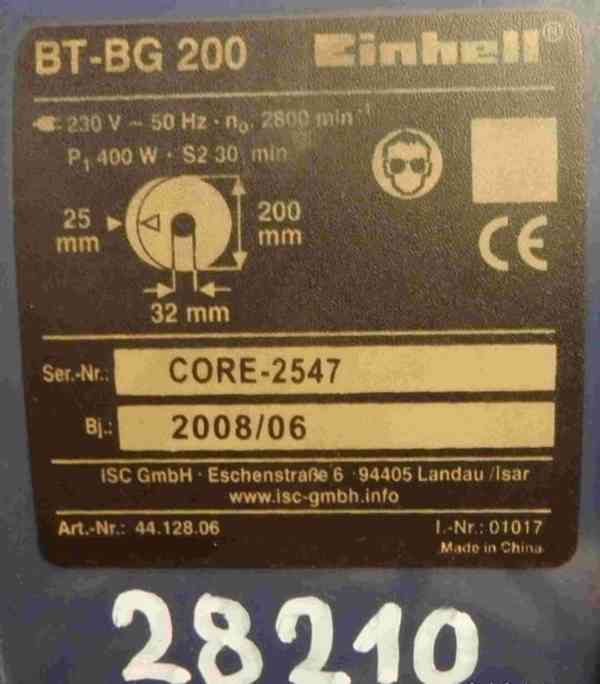 BT-BG 200 Einhell®
230 V ~ 50 Hz · n₀: 2800 min⁻¹
P₁ 400 W · S2 30 min
25 mm
200 mm
32 mm
CE
Ser.-Nr.: CORE-2547
Bj.: 2008/06
ISC GmbH · Eschenstraße 6 · 94405 Landau /Isar
www.isc-gmbh.info
Art.-Nr.: 44.128.06 I.-Nr.: 01017
Made in China
28210